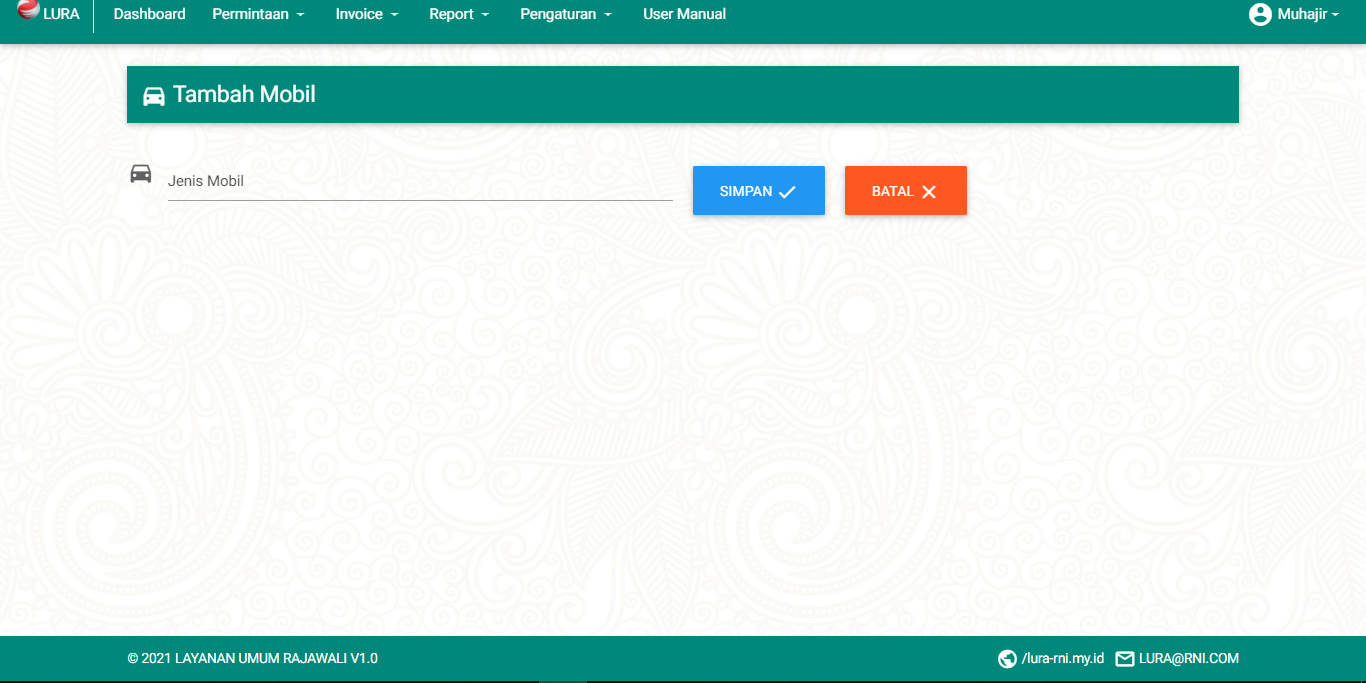 LURA Dashboard Permintaan Invoice Report Pengaturan User Manual Muhajir
Tambah Mobil
Jenis Mobil SIMPAN BATAL
© 2021 LAYANAN UMUM RAJAWALI V1.0 /lura-rni.my.id LURA@RNI.COM